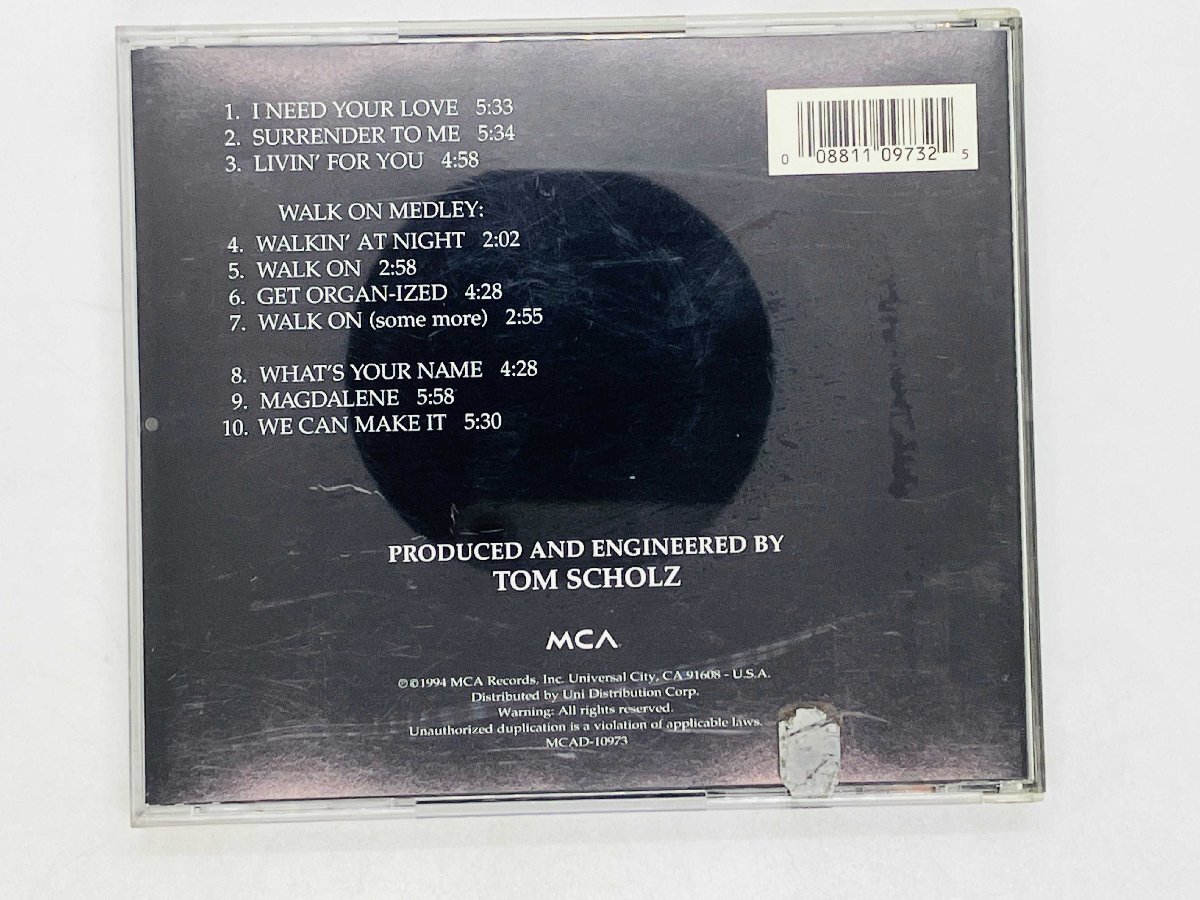 1. I NEED YOUR LOVE 5:33
2. SURRENDER TO ME 5:34
3. LIVIN' FOR YOU 4:58
WALK ON MEDLEY:
4. WALKIN' AT NIGHT 2:02
5. WALK ON 2:58
6. GET ORGAN-IZED 4:28
7. WALK ON (some more) 2:55
8. WHAT'S YOUR NAME 4:28
9. MAGDALENE 5:58
10. WE CAN MAKE IT 5:30
0 08811 09732 5
PRODUCED AND ENGINEERED BY
TOM SCHOLZ
MCA
℗©1994 MCA Records, Inc. Universal City, CA 91608 - U.S.A.
Distributed by Uni Distribution Corp.
Warning: All rights reserved.
Unauthorized duplication is a violation of applicable laws.
MCAD-10973